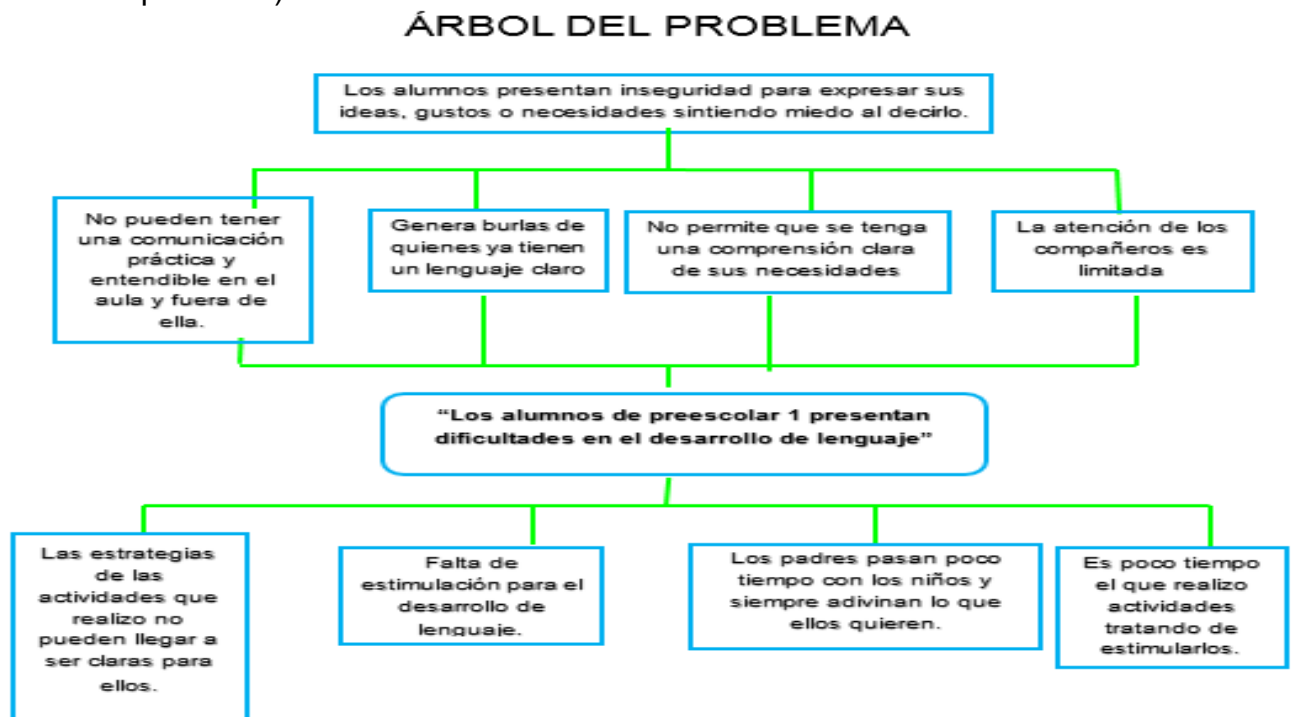 ÁRBOL DEL PROBLEMA
Los alumnos presentan inseguridad para expresar sus
ideas, gustos o necesidades sintiendo miedo al decirlo.
No pueden tener
una comunicación
práctica y
entendible en el
aula y fuera de
ella.
Genera burlas de
quienes ya tienen
un lenguaje claro
No permite que se tenga
una comprensión clara
de sus necesidades
La atención de los
compañeros es
limitada
“Los alumnos de preescolar 1 presentan
dificultades en el desarrollo de lenguaje”
Las estrategias
de las
actividades que
realizo no
pueden llegar a
ser claras para
ellos.
Falta de
estimulación para el
desarrollo de
lenguaje.
Los padres pasan poco
tiempo con los niños y
siempre adivinan lo que
ellos quieren.
Es poco tiempo
el que realizo
actividades
tratando de
estimularlos.